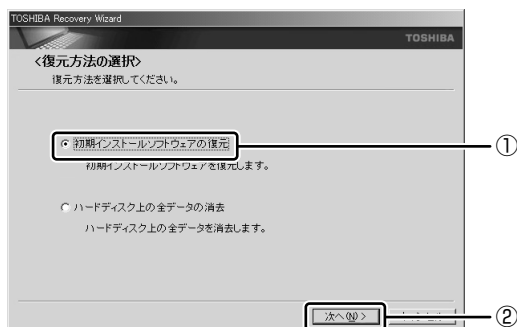 TOSHIBA Recovery Wizard
TOSHIBA
<復元方法の選択>
復元方法を選択してください。
初期インストールソフトウェアの復元
①
初期インストールソフトウェアを復元します。
ハードディスク上の全データの消去
ハードディスク上の全データを消去します。
次へ(N) >
②